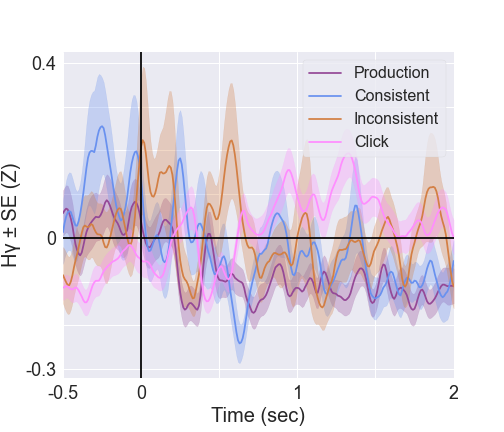 0.4
0
-0.3
Hγ ± SE (Z)
Production
Consistent
Inconsistent
Click
-0.5
0
1
2
Time (sec)